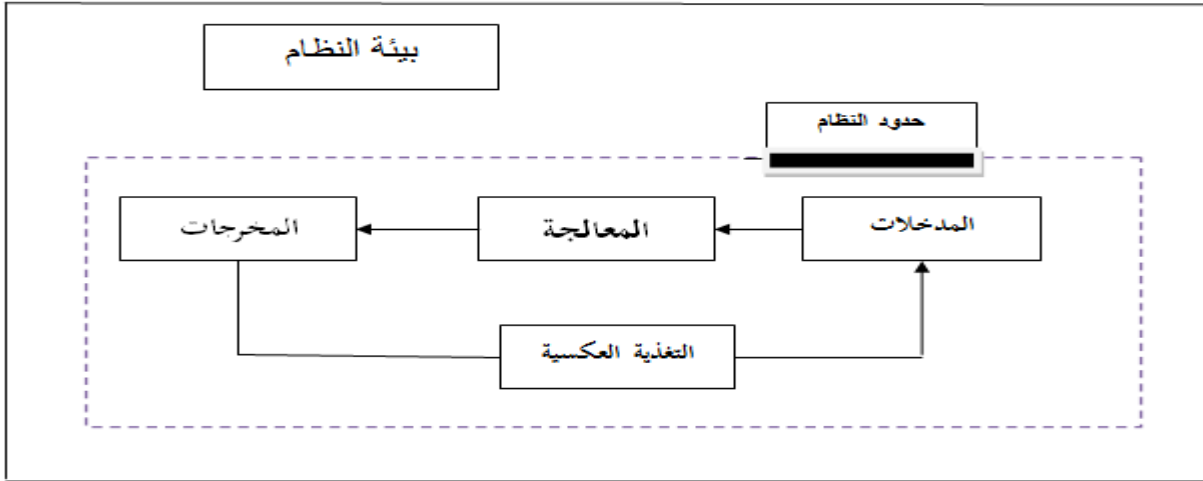 بيئة النظام
حدود النظام
المدخلات
المعالجة
المخرجات
التغذية العكسية